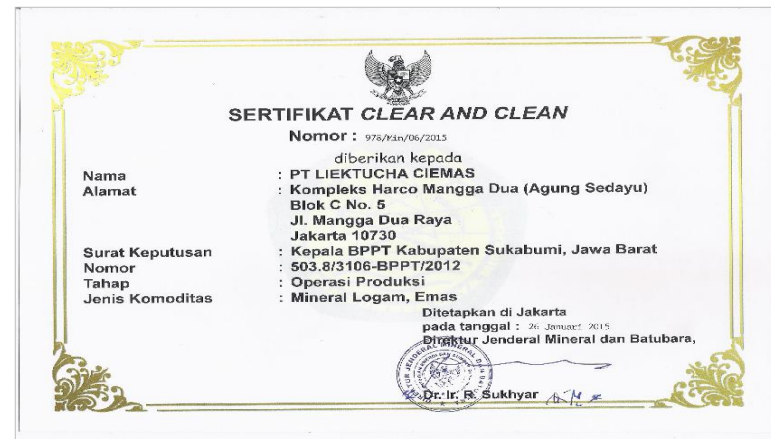 SERTIFIKAT CLEAR AND CLEAN
Nomor : 978/Min/06/2015
diberikan kepada
Nama : PT LIEKTUCHA CIEMAS
Alamat : Kompleks Harco Mangga Dua (Agung Sedayu)
Blok C No. 5
Jl. Mangga Dua Raya
Jakarta 10730
Surat Keputusan : Kepala BPPT Kabupaten Sukabumi, Jawa Barat
Nomor : 503.8/3106-BPPT/2012
Tahap : Operasi Produksi
Jenis Komoditas : Mineral Logam, Emas
Ditetapkan di Jakarta
pada tanggal : 26 Januari 2015
Direktur Jenderal Mineral dan Batubara,
Dr. Ir. R. Sukhyar